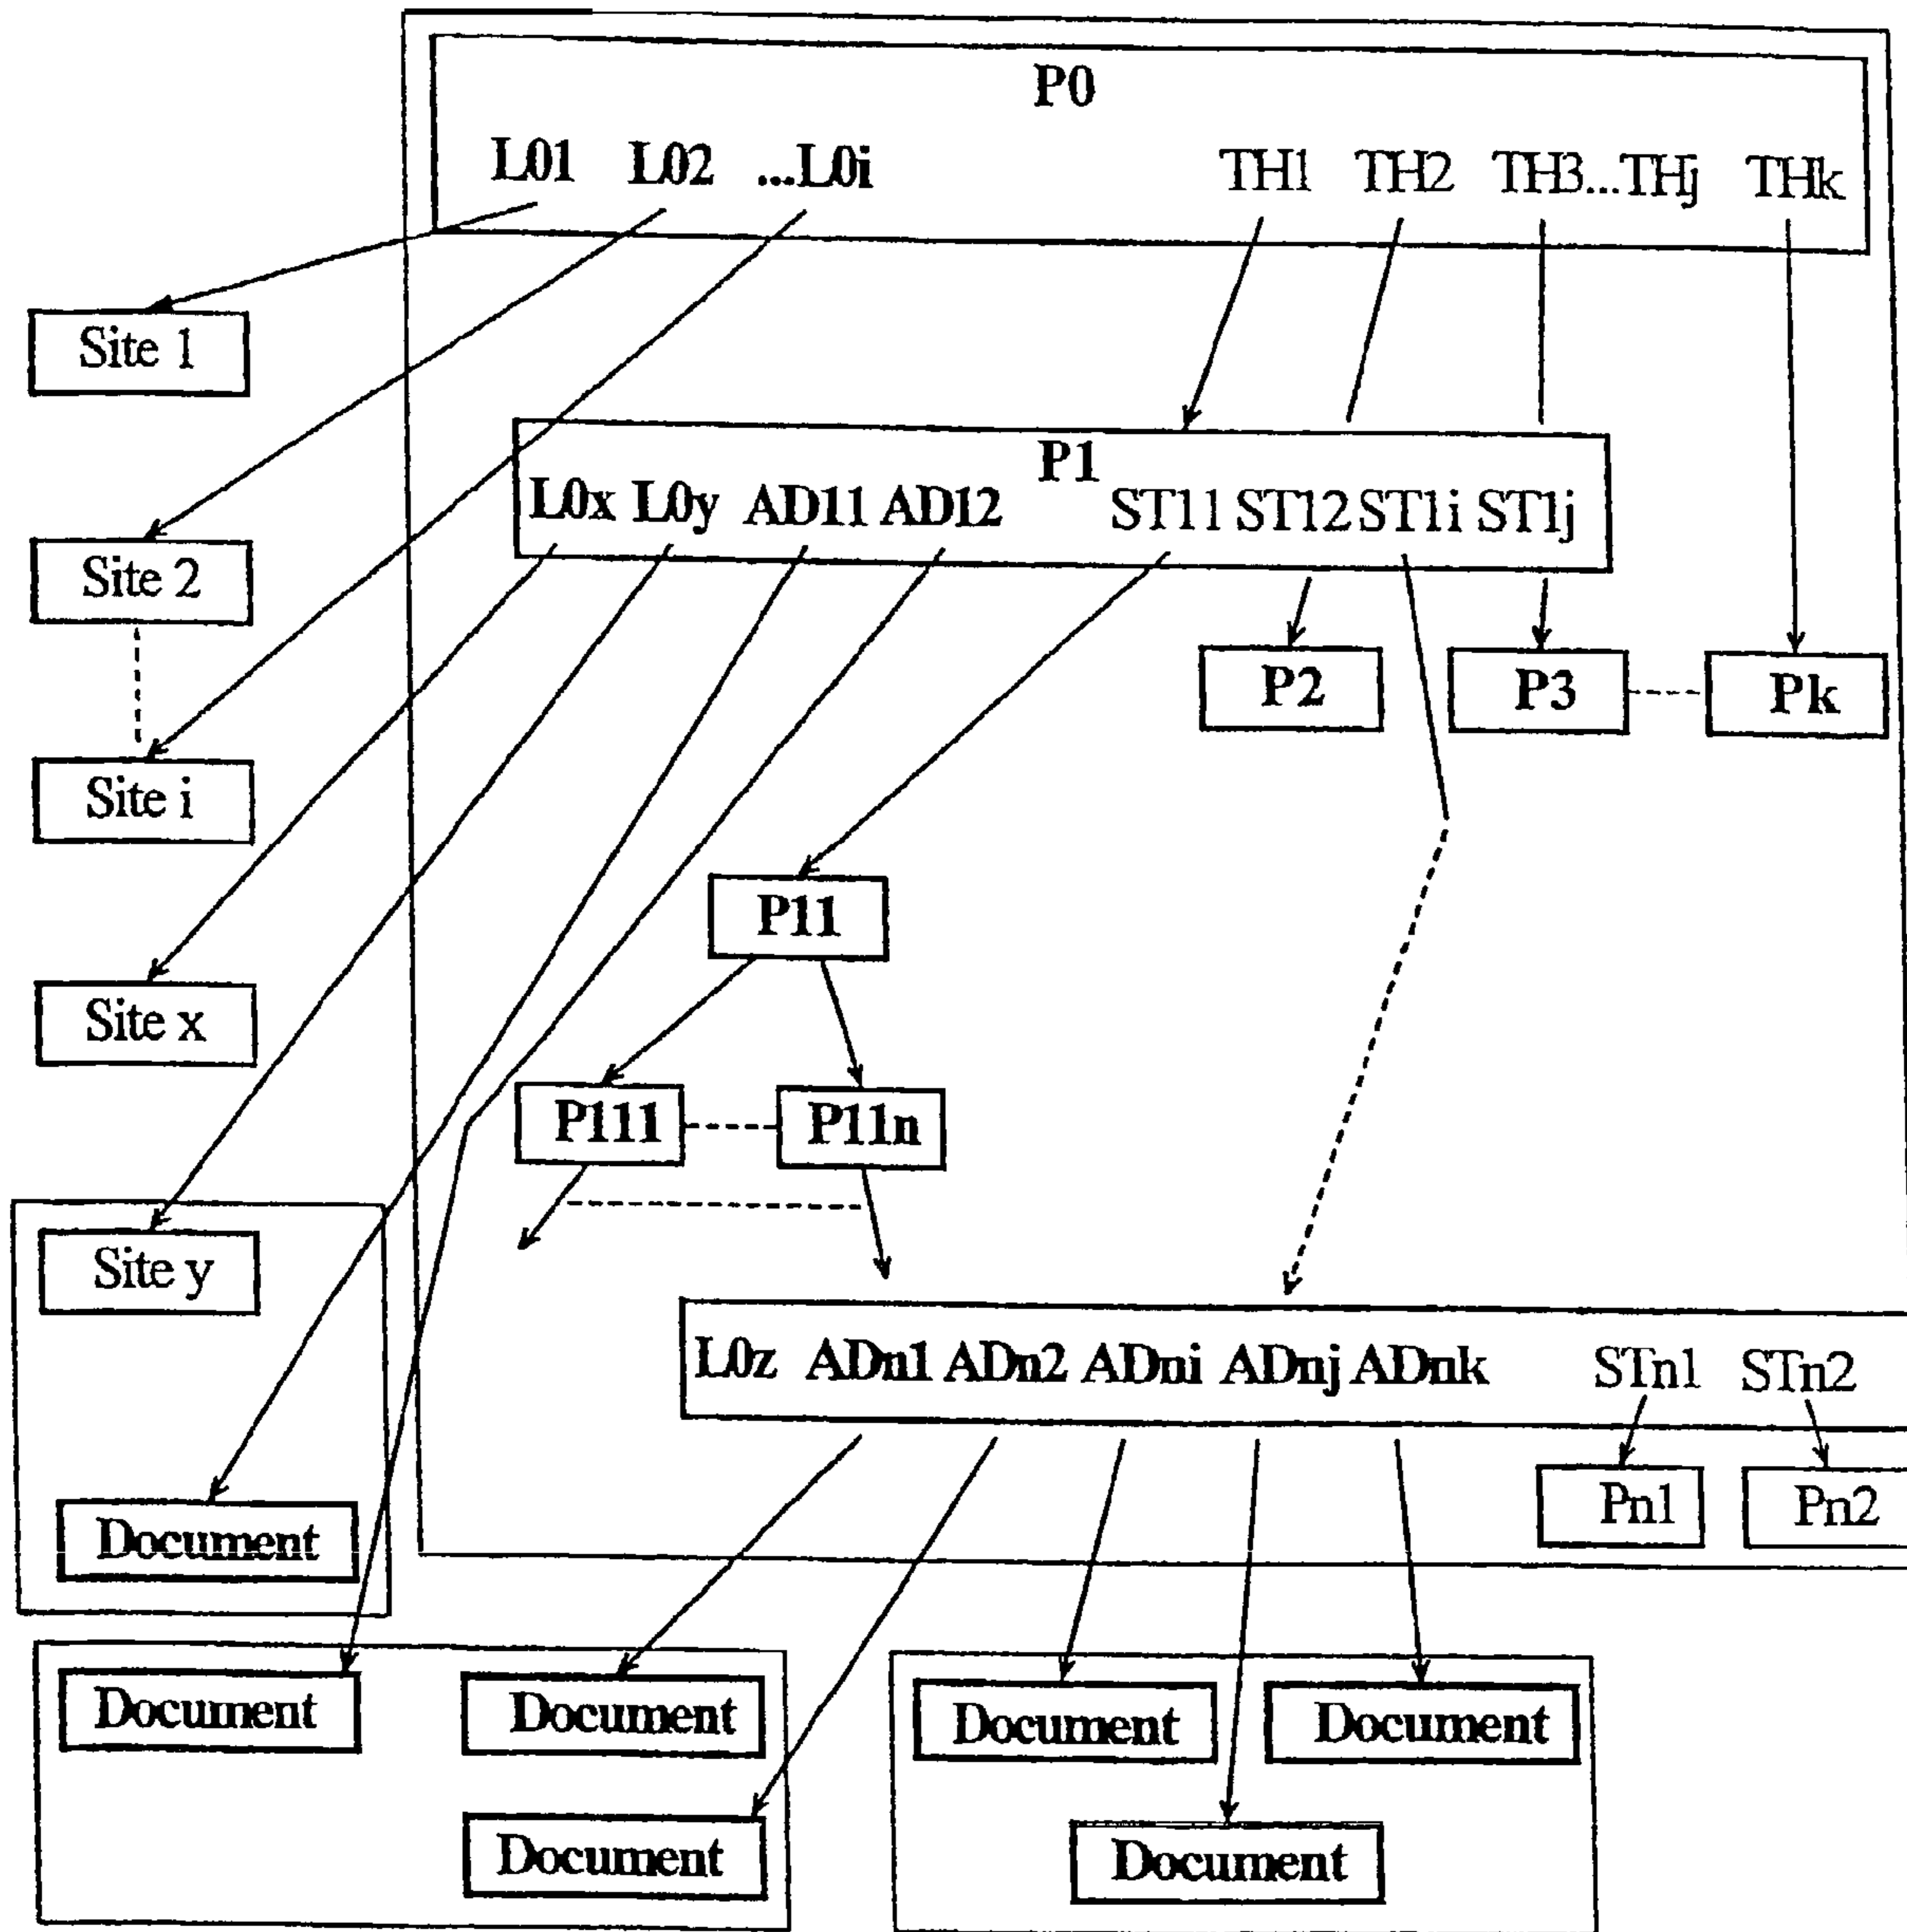 P0
L01 L02 ...L0i TH1 TH2 TH3...THj THk
Site 1
P1
L0x L0y AD11 AD12 ST11 ST12 ST1i ST1j
Site 2
P2 P3 Pk
Site i
P11
Site x
P111 P11n
Site y
L0z ADn1 ADn2 ADni ADnj ADnk STn1 STn2
Pn1 Pn2
Document
Document Document Document Document
Document Document